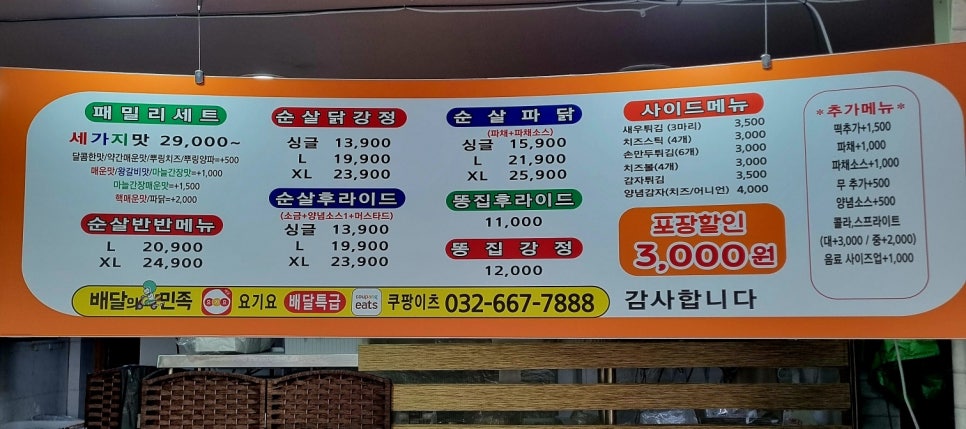 패밀리세트
세가지맛 29,000~
달콤한맛/약간매운맛/뿌링치즈/뿌링양파=+500
매운맛/왕갈비맛/마늘간장맛=+1,000
마늘간장매운맛=+1,500
핵매운맛/파닭=+2,000
순살반반메뉴
L 20,900
XL 24,900
순살닭강정
싱글 13,900
L 19,900
XL 23,900
순살후라이드
(소금+양념소스1+머스타드)
싱글 13,900
L 19,900
XL 23,900
순살파닭
(파채+파채소스)
싱글 15,900
L 21,900
XL 25,900
똥집후라이드
11,000
똥집강정
12,000
사이드메뉴
새우튀김 (3마리) 3,500
치즈스틱 (4개) 3,000
손만두튀김(6개) 3,000
치즈볼(4개) 3,000
감자튀김 3,500
양념감자(치즈/어니언) 4,000
포장할인
3,000원
*추가메뉴*
떡추가+1,500
파채+1,000
파채소스+1,000
무 추가+500
양념소스+500
콜라,스프라이트
(대+3,000 / 중+2,000)
음료 사이즈업+1,000
배달의민족 요기요 배달특급 coupang eats 쿠팡이츠 032-667-7888 감사합니다